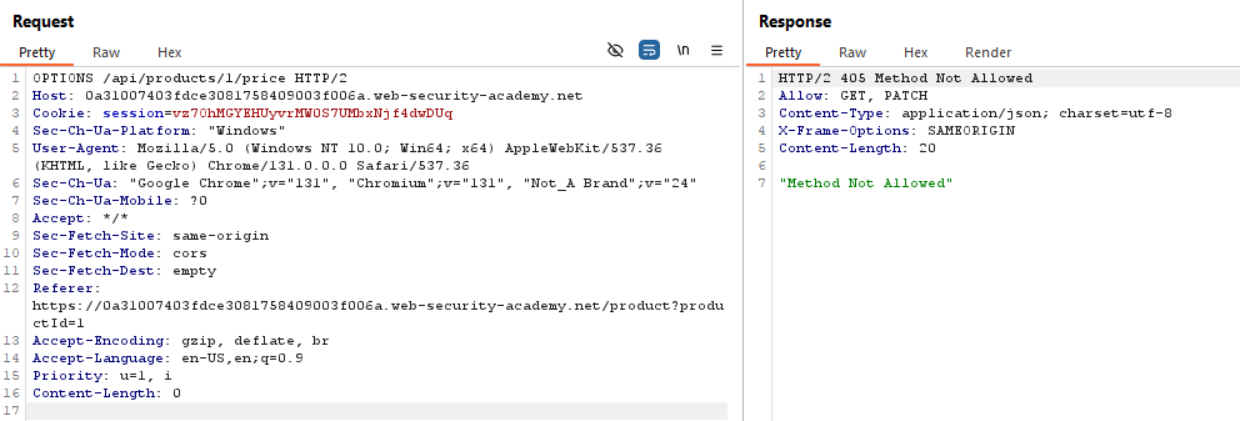 Request
Pretty Raw Hex
\n
1 OPTIONS /api/products/1/price HTTP/2
2 Host: 0a31007403fdce3081758409003f006a.web-security-academy.net
3 Cookie: session=vz70hMGYEHUyvrMW0S7UMbxNjf4dwDUq
4 Sec-Ch-Ua-Platform: "Windows"
5 User-Agent: Mozilla/5.0 (Windows NT 10.0; Win64; x64) AppleWebKit/537.36
(KHTML, like Gecko) Chrome/131.0.0.0 Safari/537.36
6 Sec-Ch-Ua: "Google Chrome";v="131", "Chromium";v="131", "Not_A Brand";v="24"
7 Sec-Ch-Ua-Mobile: ?0
8 Accept: */*
9 Sec-Fetch-Site: same-origin
10 Sec-Fetch-Mode: cors
11 Sec-Fetch-Dest: empty
12 Referer:
https://0a31007403fdce3081758409003f006a.web-security-academy.net/product?produ
ctId=1
13 Accept-Encoding: gzip, deflate, br
14 Accept-Language: en-US,en;q=0.9
15 Priority: u=1, i
16 Content-Length: 0
17
Response
Pretty Raw Hex Render
1 HTTP/2 405 Method Not Allowed
2 Allow: GET, PATCH
3 Content-Type: application/json; charset=utf-8
4 X-Frame-Options: SAMEORIGIN
5 Content-Length: 20
6
7 "Method Not Allowed"